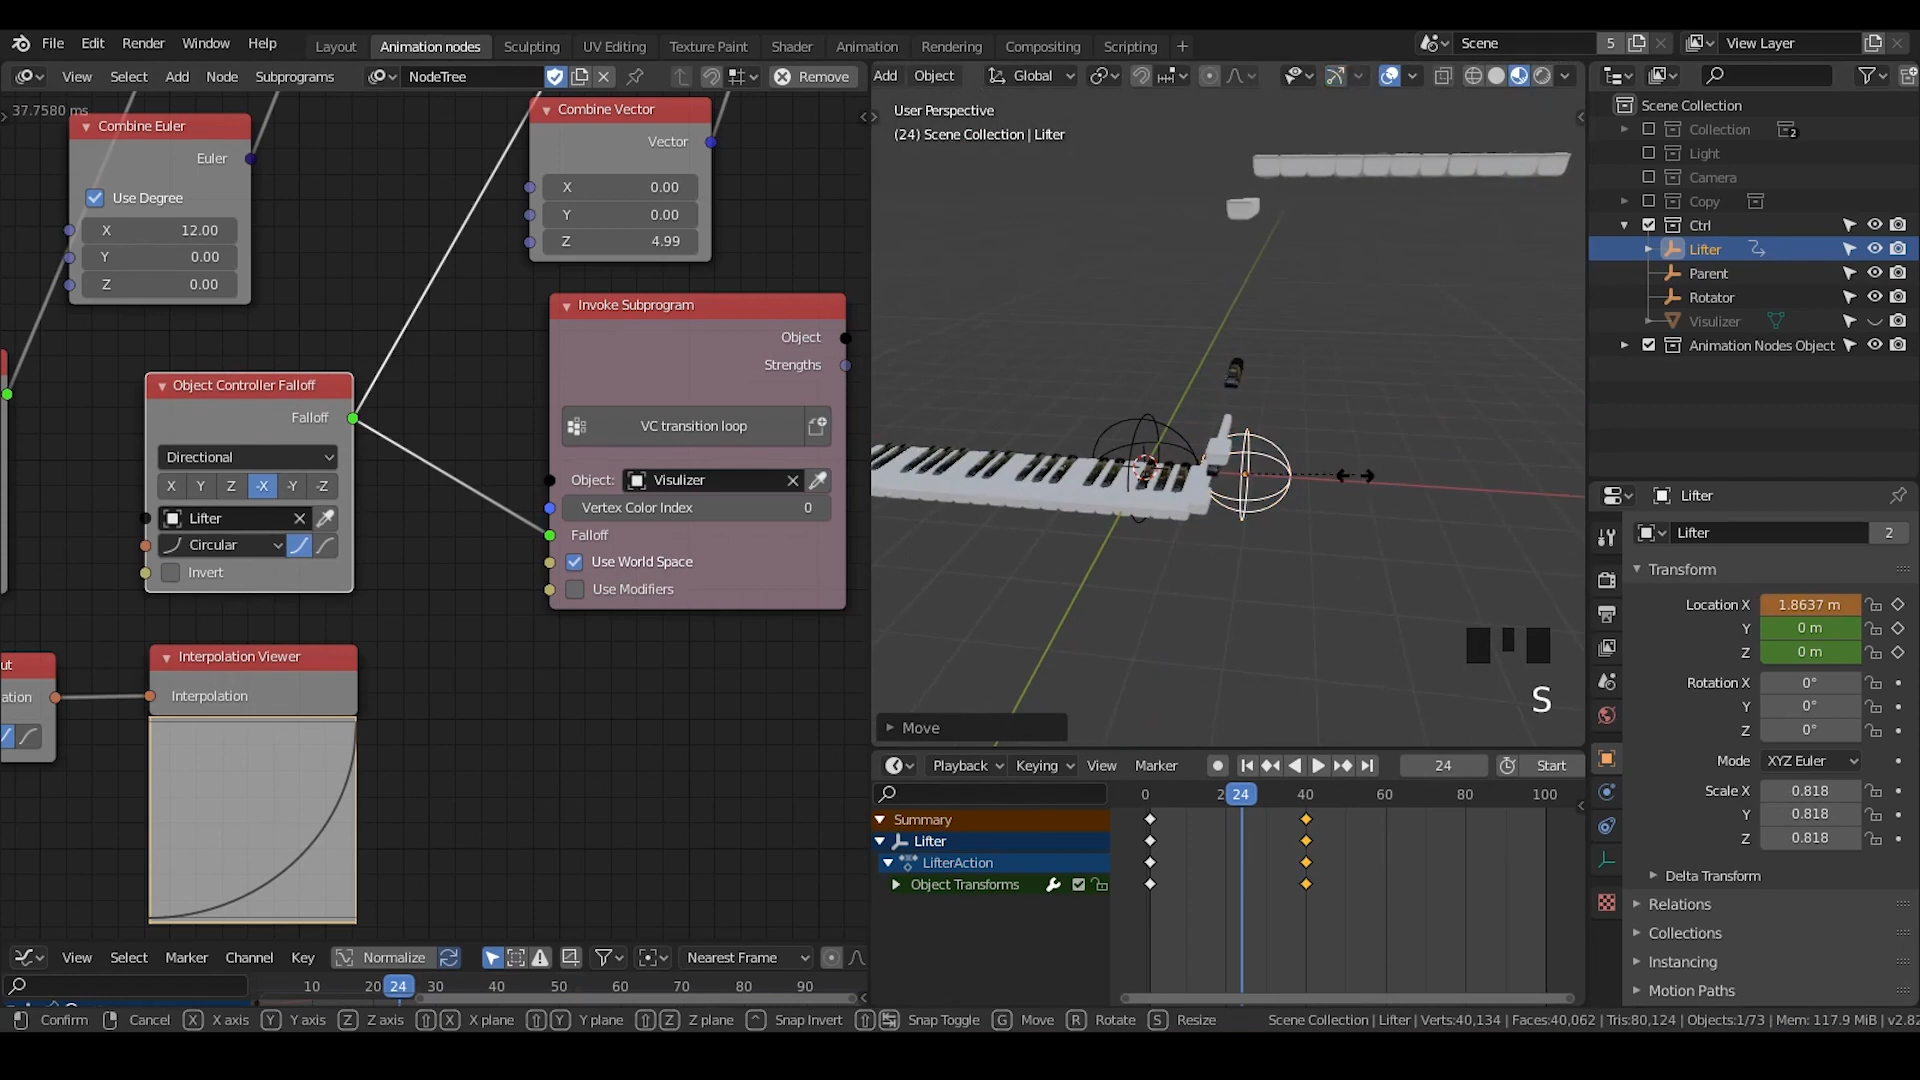 File Edit Render Window Help
Layout Animation nodes Sculpting UV Editing Texture Paint Shader Animation Rendering Compositing Scripting +
Scene 5
View Layer
View Select Add Node Subprograms
NodeTree
Remove
37.7580 ms
Combine Euler
Euler
Use Degree
X 12.00
Y 0.00
Z 0.00
Combine Vector
Vector
X 0.00
Y 0.00
Z 4.99
Object Controller Falloff
Falloff
Directional
X Y Z -X -Y -Z
Lifter
Circular
Invert
Invoke Subprogram
Object
Strengths
VC transition loop
Object: Visulizer
Vertex Color Index 0
Falloff
Use World Space
Use Modifiers
ut
ation
Interpolation Viewer
Interpolation
Add Object Global
User Perspective
(24) Scene Collection | Lifter
S
Move
Playback Keying View Marker 24 Start
0 2 24 40 60 80 100
Summary
Lifter
LifterAction
Object Transforms
View Select Marker Channel Key Normalize Nearest Frame
10 20 24 30 40 50 60 70 80 90
Scene Collection
Collection 2
Light
Camera
Copy
Ctrl
Lifter
Parent
Rotator
Visulizer
Animation Nodes Object
Lifter
Lifter 2
Transform
Location X 1.8637 m
Y 0 m
Z 0 m
Rotation X 0°
Y 0°
Z 0°
Mode XYZ Euler
Scale X 0.818
Y 0.818
Z 0.818
Delta Transform
Relations
Collections
Instancing
Motion Paths
Confirm Cancel X X axis Y Y axis Z Z axis X X plane Y Y plane Z Z plane Snap Invert Snap Toggle G Move R Rotate S Resize Scene Collection | Lifter | Verts:40,134 | Faces:40,062 | Tris:80,124 | Objects:1/73 | Mem: 117.9 MiB | v2.82